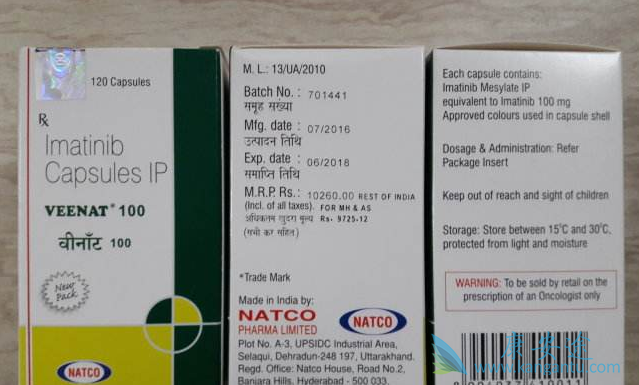 120 Capsules
Rx
Imatinib
Capsules IP
VEENAT® 100
वीनॉट 100
New
Pack
NATCO
M. L.: 13/UA/2010
Batch No. : 701441
समूह संख्या
Mfg. date : 07/2016
उत्पादन तिथि
Exp. date : 06/2018
समाप्ति तिथि
M.R.P. Rs.: 10260.00 REST OF INDIA
(Incl. of all taxes). FOR MH & AS
अधिकतम खुदरा मूल्य Rs. 9725-12
(सभी कर सहित)
*Trade Mark
Made in India by:
NATCO
PHARMA LIMITED
NATCO
Plot No. A-3, UPSIDC Industrial Area,
Selaqui, Dehradun-248 197, Uttarakhand.
Regd. Office: Natco House, Road No.2,
Banjara Hills, Hyderabad - 500 033.
Each capsule contains:
Imatinib Mesylate IP
equivalent to Imatinib 100 mg
Approved colours used in capsule shell
Dosage & Administration: Refer
Package Insert
Keep out of reach and sight of children
Storage: Store between 15°C and 30°C,
protected from light and moisture
WARNING: To be sold by retail on the
prescription of an Oncologist only
康安途